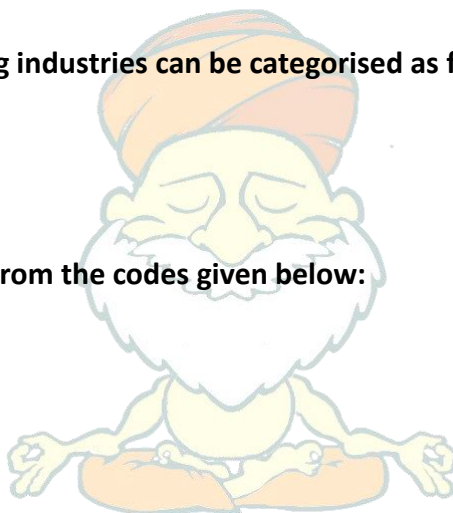 g industries can be categorised as f
rom the codes given below: